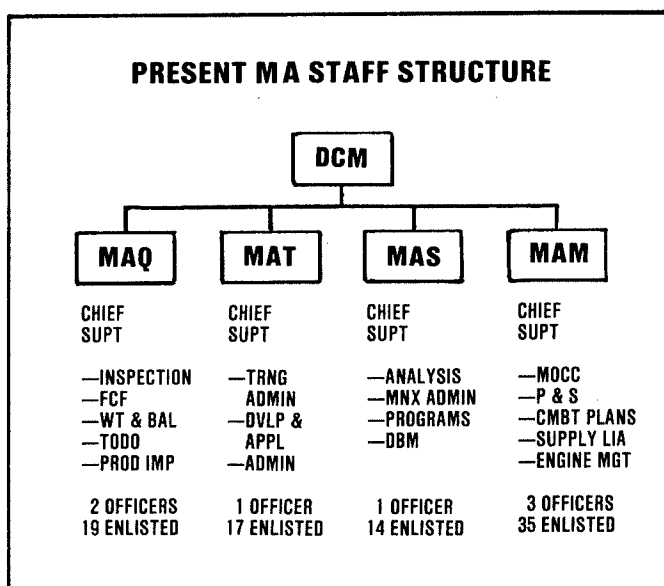 PRESENT MA STAFF STRUCTURE
DCM
MAQ
MAT
MAS
MAM
CHIEF
SUPT
—INSPECTION
—FCF
—WT & BAL
—TODO
—PROD IMP
2 OFFICERS
19 ENLISTED
CHIEF
SUPT
—TRNG
ADMIN
—DVLP &
APPL
—ADMIN
1 OFFICER
17 ENLISTED
CHIEF
SUPT
—ANALYSIS
—MNX ADMIN
—PROGRAMS
—DBM
1 OFFICER
14 ENLISTED
CHIEF
SUPT
—MOCC
—P & S
—CMBT PLANS
—SUPPLY LIA
—ENGINE MGT
3 OFFICERS
35 ENLISTED